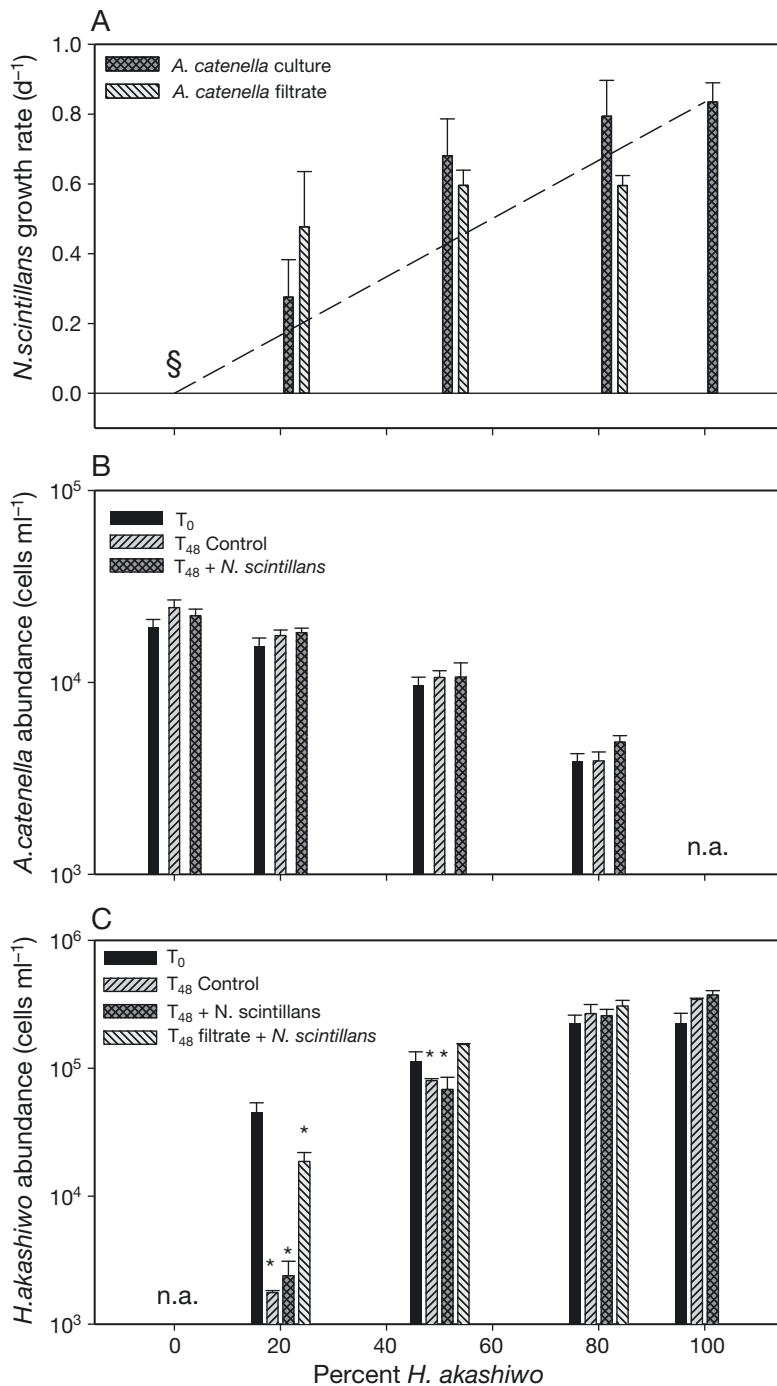 A
N.scintillans growth rate (d⁻¹)
1.0
0.8
0.6
0.4
0.2
0.0
A. catenella culture
A. catenella filtrate
§
B
A.catenella abundance (cells ml⁻¹)
10⁵
10⁴
10³
T₀
T₄₈ Control
T₄₈ + N. scintillans
n.a.
C
H.akashiwo abundance (cells ml⁻¹)
10⁶
10⁵
10⁴
10³
T₀
T₄₈ Control
T₄₈ + N. scintillans
T₄₈ filtrate + N. scintillans
* *
*
*
*
n.a.
0 20 40 60 80 100
Percent H. akashiwo